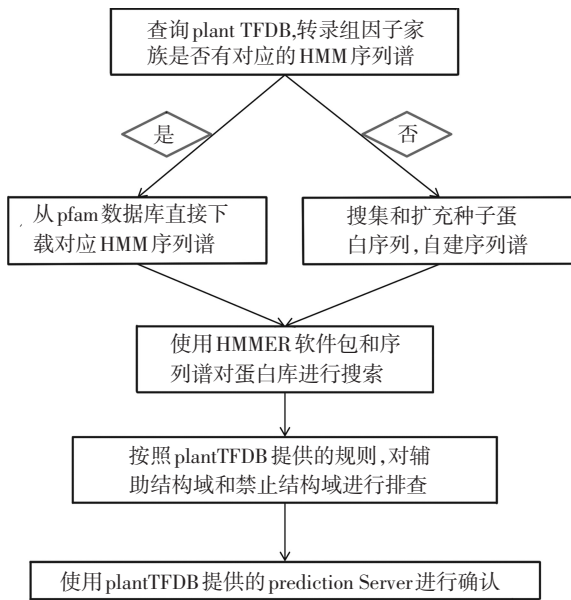 查询plant TFDB,转录组因子家
族是否有对应的HMM序列谱
是
否
从pfam数据库直接下
载对应HMM序列谱
搜集和扩充种子蛋
白序列,自建序列谱
使用HMMER软件包和序
列谱对蛋白库进行搜索
按照plantTFDB提供的规则,对辅
助结构域和禁止结构域进行排查
使用plantTFDB提供的prediction Server进行确认